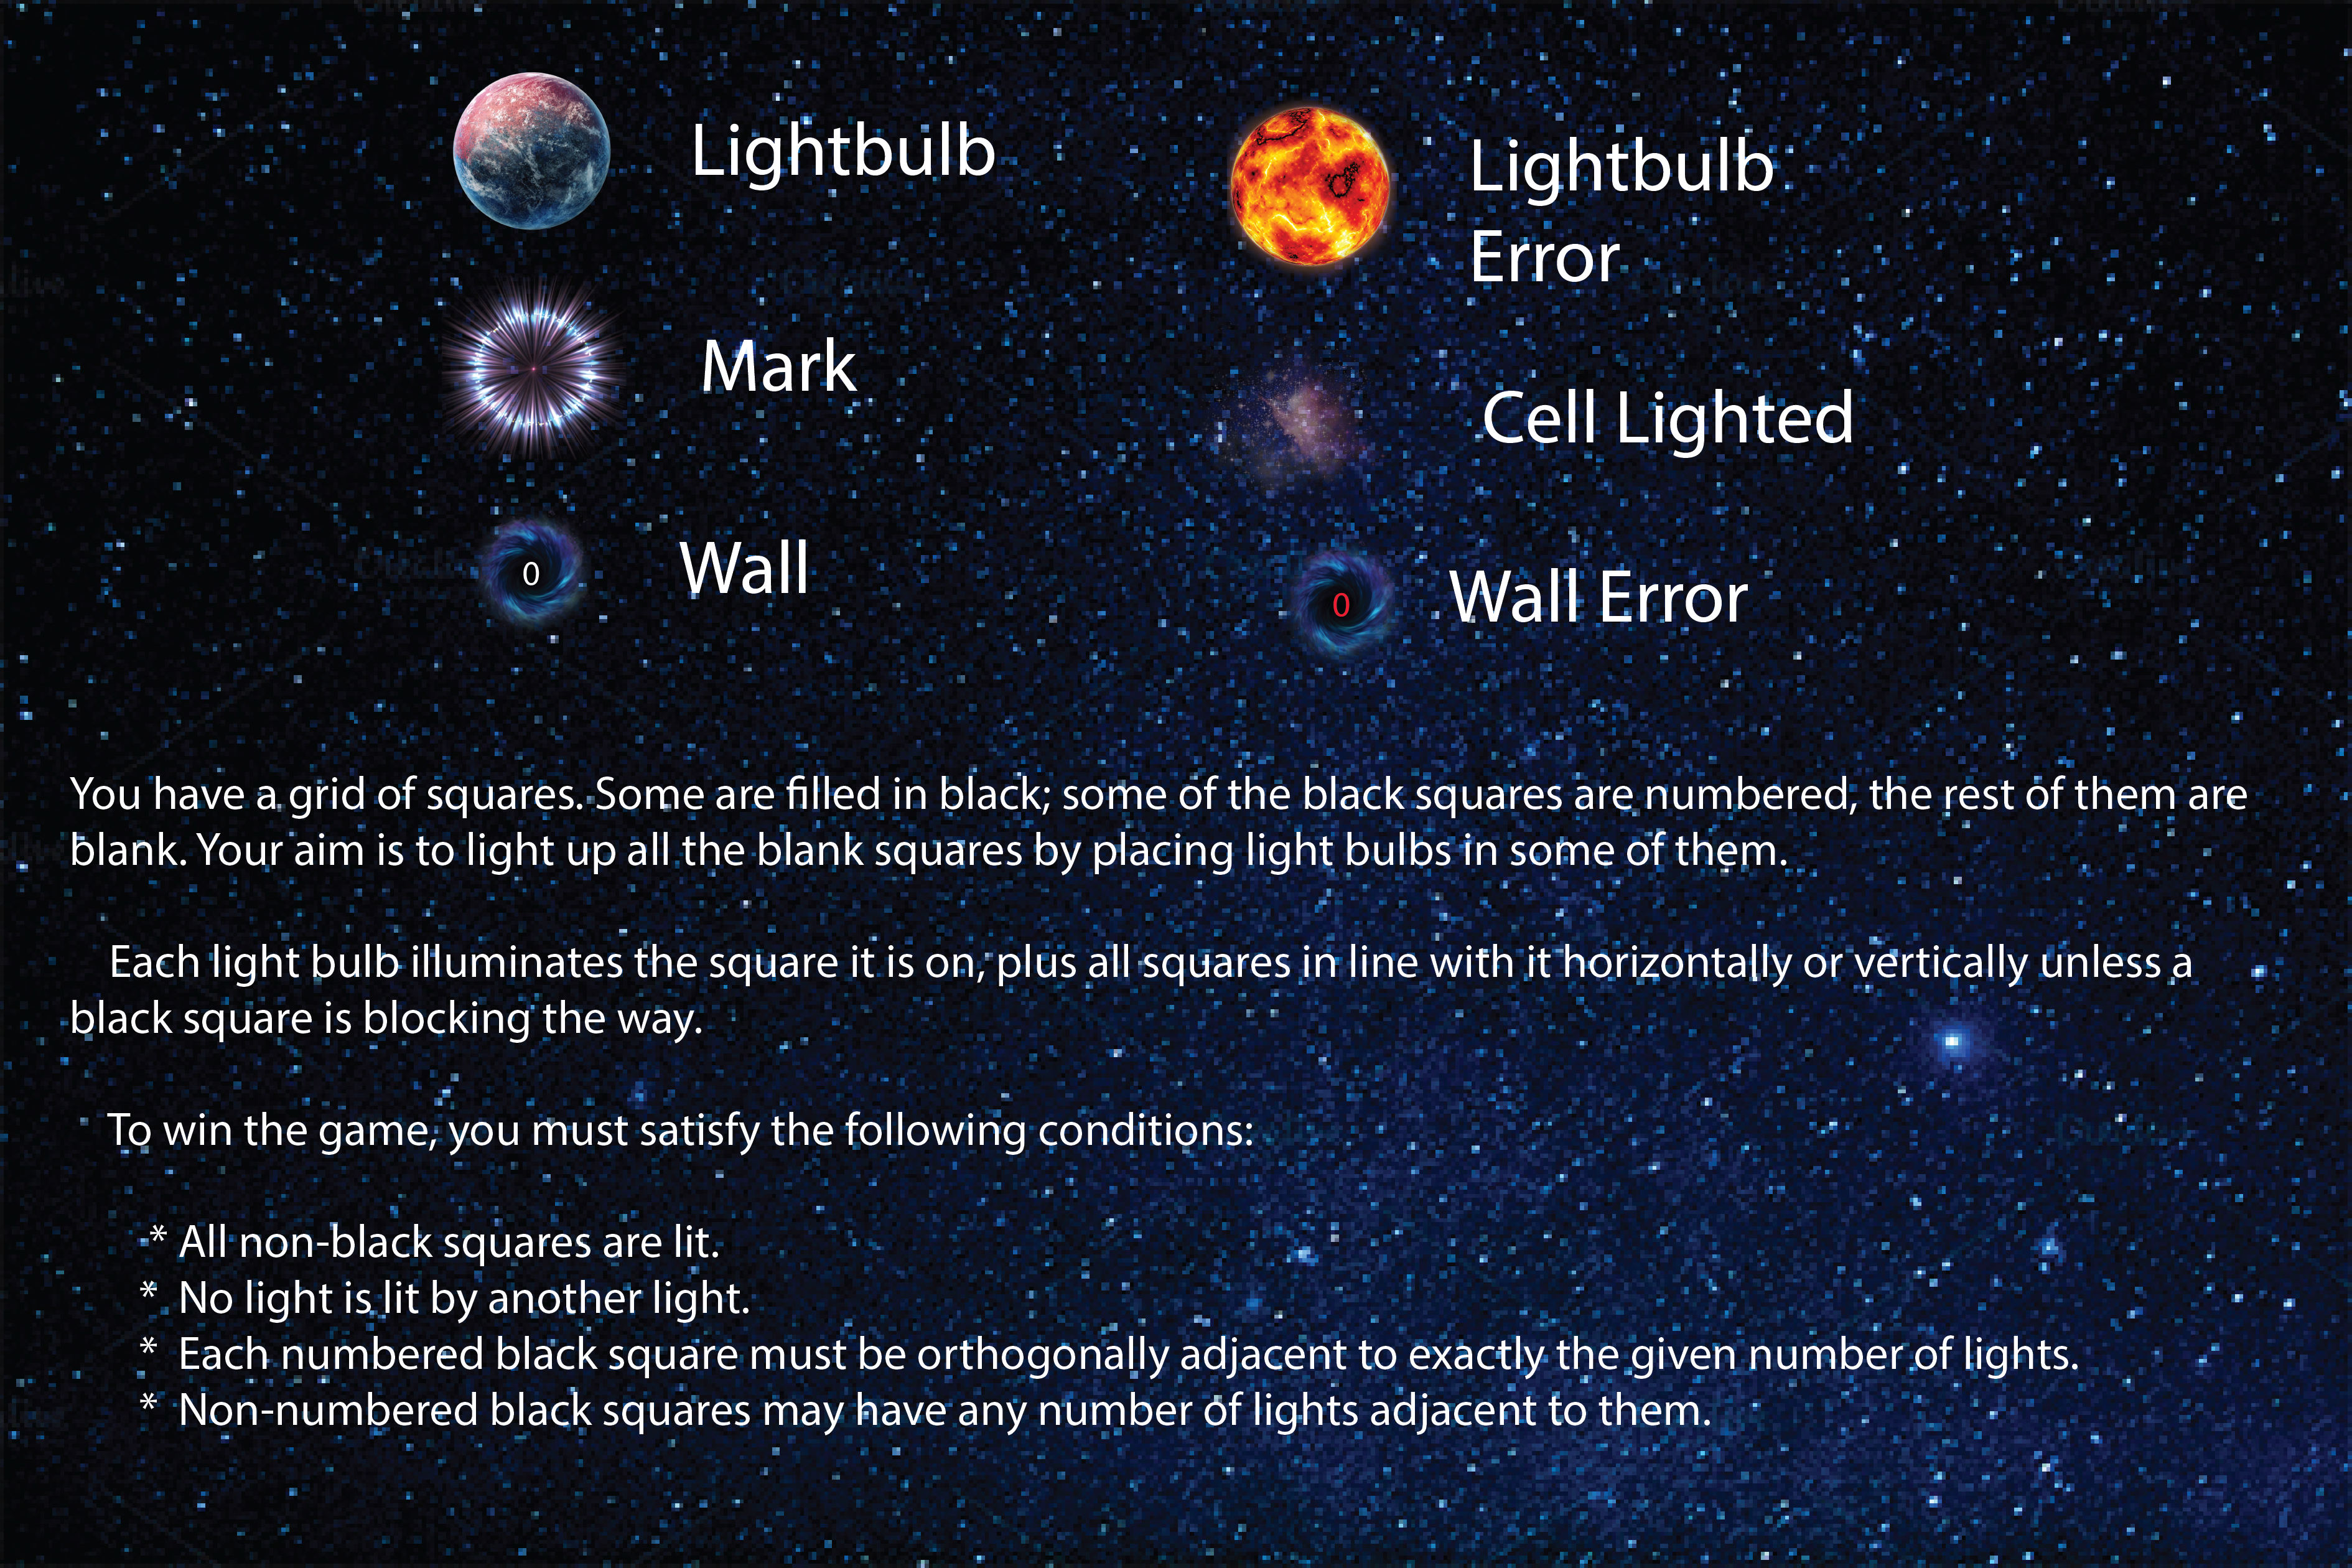 Lightbulb
Lightbulb
Error
Mark
Cell Lighted
0
Wall
0
Wall Error
You have a grid of squares. Some are filled in black; some of the black squares are numbered, the rest of them are
blank. Your aim is to light up all the blank squares by placing light bulbs in some of them.
Each light bulb illuminates the square it is on, plus all squares in line with it horizontally or vertically unless a
black square is blocking the way.
To win the game, you must satisfy the following conditions:
* All non-black squares are lit.
* No light is lit by another light.
* Each numbered black square must be orthogonally adjacent to exactly the given number of lights.
* Non-numbered black squares may have any number of lights adjacent to them.